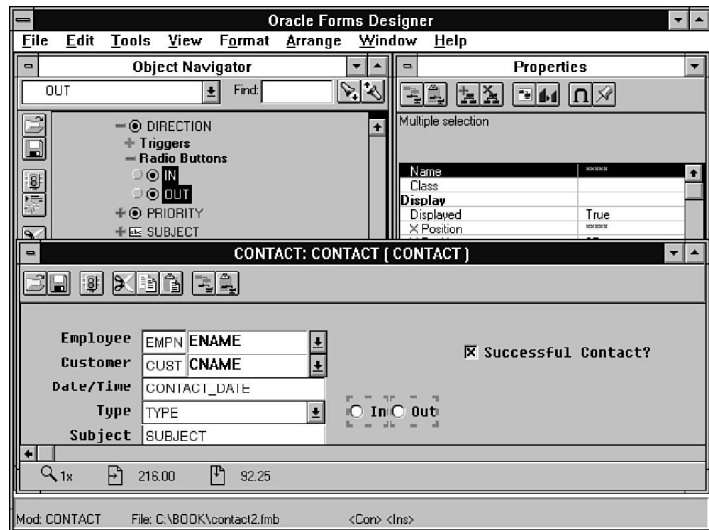 Oracle Forms Designer
File Edit Tools View Format Arrange Window Help
Object Navigator
OUT
Find:
DIRECTION
Triggers
Radio Buttons
IN
OUT
PRIORITY
SUBJECT
Properties
Multiple selection
Name *****
Class
Display
Displayed True
X Position *****
CONTACT: CONTACT ( CONTACT )
Employee EMPN ENAME
Successful Contact?
Customer CUST CNAME
Date/Time CONTACT_DATE
Type TYPE
In Out
Subject SUBJECT
1x 216.00 92.25
Mod: CONTACT File: C:\BOOK\contact2.fmb <Con> <Ins>